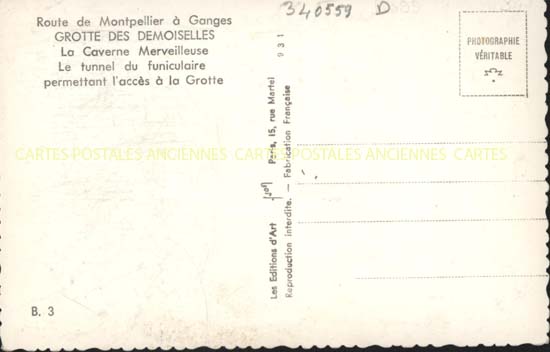 Route de Montpellier à Ganges
GROTTE DES DEMOISELLES
La Caverne Merveilleuse
Le tunnel du funiculaire
permettant l'accès à la Grotte
B. 3
340559 D
931
Les Editions d'Art Paris, 15, rue Martel
Reproduction interdite. — Fabrication Française
PHOTOGRAPHIE
VÉRITABLE
CARTES POSTALES ANCIENNES CARTES POSTALES ANCIENNES CARTES